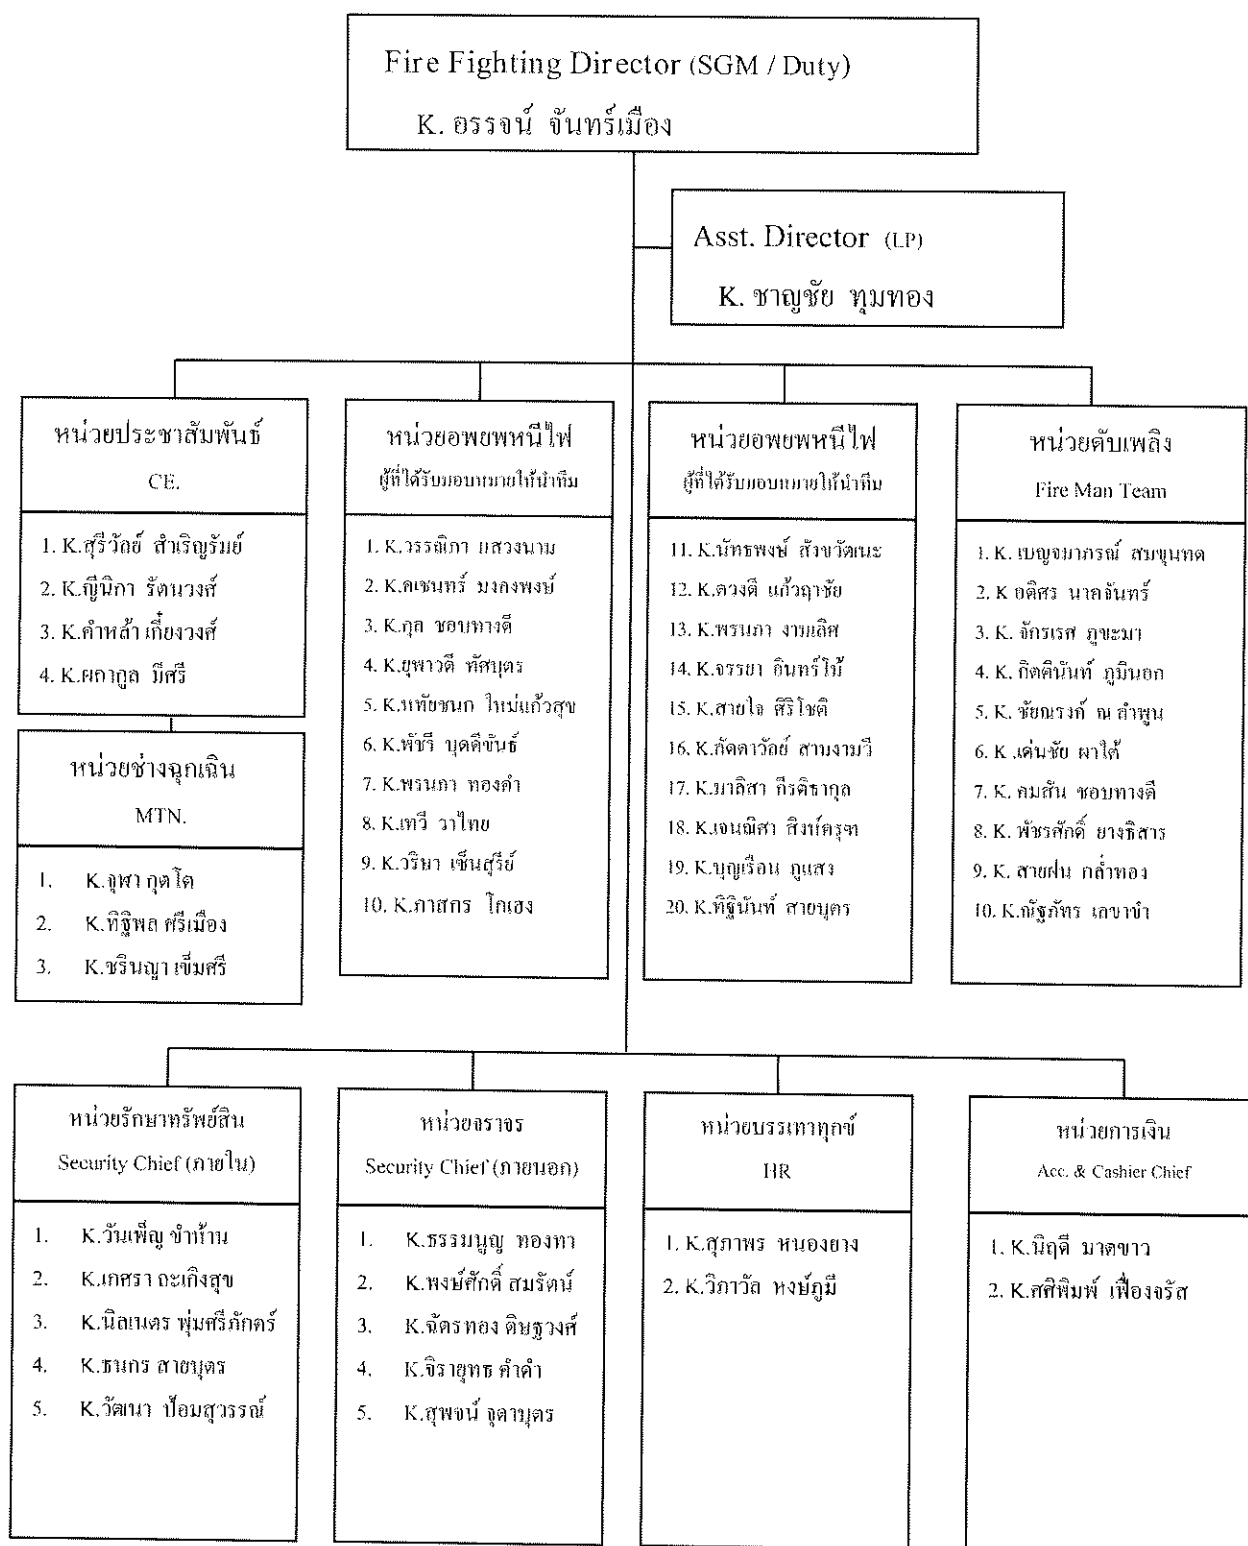 Fire Fighting Director (SGM / Duty)
K. อรรจน์ จันทร์เมือง
Asst. Director (LP)
K. ชาญชัย ทุมทอง
หน่วยประชาสัมพันธ์
CE.
1. K.สุรีวัลย์ สำเริญรัมย์
2. K.ญีนิกา รัตนวงศ์
3. K.คำหล้า เกี๋ยงวงศ์
4. K.ผกากูล มีศรี
หน่วยช่างฉุกเฉิน
MTN.
1. K.จุฬา กุตโต
2. K.ทิฐิพล ศรีเมือง
3. K.ชรินญา เข็มศรี
หน่วยอพยพหนีไฟ
ผู้ที่ได้รับมอบหมายให้นำทีม
1. K.วรรณิภา แสวงนาม
2. K.คเชนทร์ มงคงพงษ์
3. K.กุล ชอบทางดี
4. K.ยุพาวดี ทัศบุตร
5. K.หทัยชนก ใหม่แก้วสุข
6. K.พัชรี บุดดีขันธ์
7. K.พรนภา ทองคำ
8. K.เทวี วาไทย
9. K.วริษา เซ็นสุรีย์
10. K.ภาสกร โกเฮง
หน่วยอพยพหนีไฟ
ผู้ที่ได้รับมอบหมายให้นำทีม
11. K.นัทธพงษ์ สังขวัตเนะ
12. K.ดวงดี แก้วฤาชัย
13. K.พรนภา งามเลิศ
14. K.จรรยา อินทร์โน้
15. K.สายใจ ศิริโชติ
16. K.กัดดาวัลย์ สามงามวี
17. K.มาลิสา กีรติธากุล
18. K.เจนณิศา สิงห์ครุฑ
19. K.บุญเรือน ภูแสง
20. K.ทิฐินันท์ สายบุตร
หน่วยดับเพลิง
Fire Man Team
1. K. เบญจมาภรณ์ สมขุนทด
2. K อดิศร นาคจันทร์
3. K. จักรเรศ ภูขะมา
4. K. กิตตินันท์ ภูมินอก
5. K. ชัยณรงค์ ณ ลำพูน
6. K .เด่นชัย ผาใต้
7. K. คมสัน ชอบทางดี
8. K. พัชรศักดิ์ ยางธิสาร
9. K. สายฝน กล่ำทอง
10. K.ณัฐภัทร เลขาขำ
หน่วยรักษาทรัพย์สิน
Security Chief (ภายใน)
1. K.วันเพ็ญ ขำห้าน
2. K.เกศรา ถะเกิงสุข
3. K.นิลเนตร พุ่มศรีภักดร์
4. K.ธนกร สายบุตร
5. K.วัฒนา ป้อมสุวรรณ์
หน่วยจราจร
Security Chief (ภายนอก)
1. K.ธรรมนูญ ทองทา
2. K.พงษ์ศักดิ์ สมรัตน์
3. K.ฉัตรทอง ดิษฐวงศ์
4. K.จิรายุทธ คำดำ
5. K.สุพจน์ จุดาบุตร
หน่วยบรรเทาทุกข์
HR
1. K.สุภาพร หนองยาง
2. K.วิภาวัล หงษ์ภูมี
หน่วยการเงิน
Acc. & Cashier Chief
1. K.นิฤดี มาตขาว
2. K.ศศิพิมพ์ เฟื่องจรัส